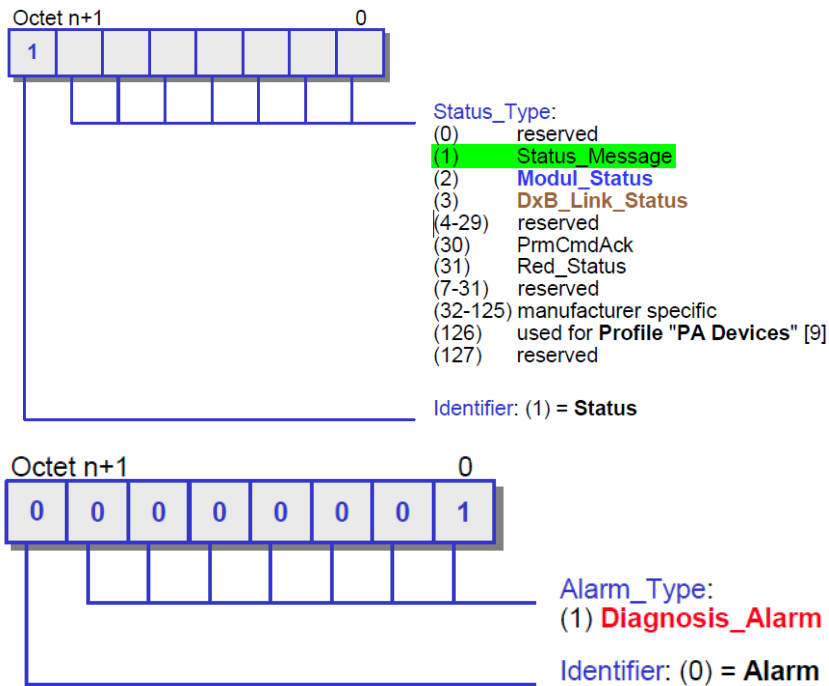 Octet n+1 0
1
Status_Type:
(0) reserved
(1) Status_Message
(2) Modul_Status
(3) DxB_Link_Status
(4-29) reserved
(30) PrmCmdAck
(31) Red_Status
(7-31) reserved
(32-125) manufacturer specific
(126) used for Profile "PA Devices" [9]
(127) reserved
Identifier: (1) = Status
Octet n+1 0
0 0 0 0 0 0 0 1
Alarm_Type:
(1) Diagnosis_Alarm
Identifier: (0) = Alarm